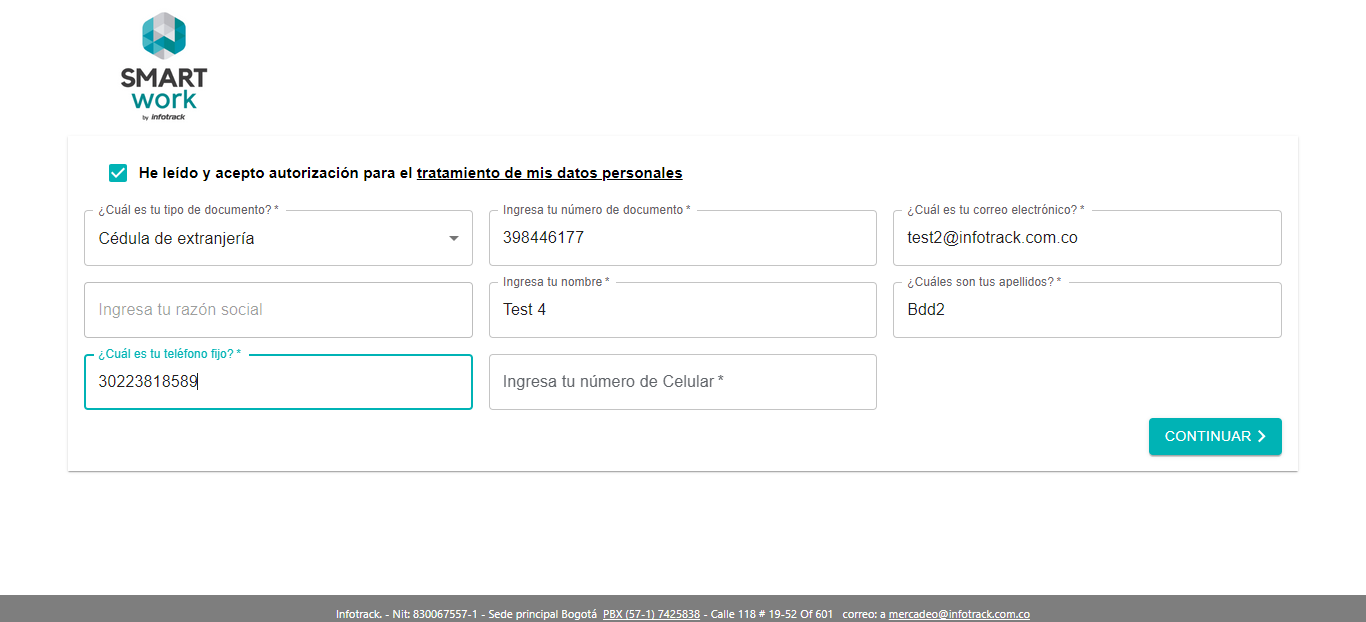 SMART
work
by infotrack
He leído y acepto autorización para el tratamiento de mis datos personales
¿Cuál es tu tipo de documento? *
Cédula de extranjería
Ingresa tu número de documento *
398446177
¿Cuál es tu correo electrónico? *
test2@infotrack.com.co
Ingresa tu razón social
Ingresa tu nombre *
Test 4
¿Cuáles son tus apellidos? *
Bdd2
¿Cuál es tu teléfono fijo? *
30223818589
Ingresa tu número de Celular *
CONTINUAR
Infotrack. - Nit: 830067557-1 - Sede principal Bogotá PBX (57-1) 7425838 - Calle 118 # 19-52 Of 601 correo: a mercadeo@infotrack.com.co